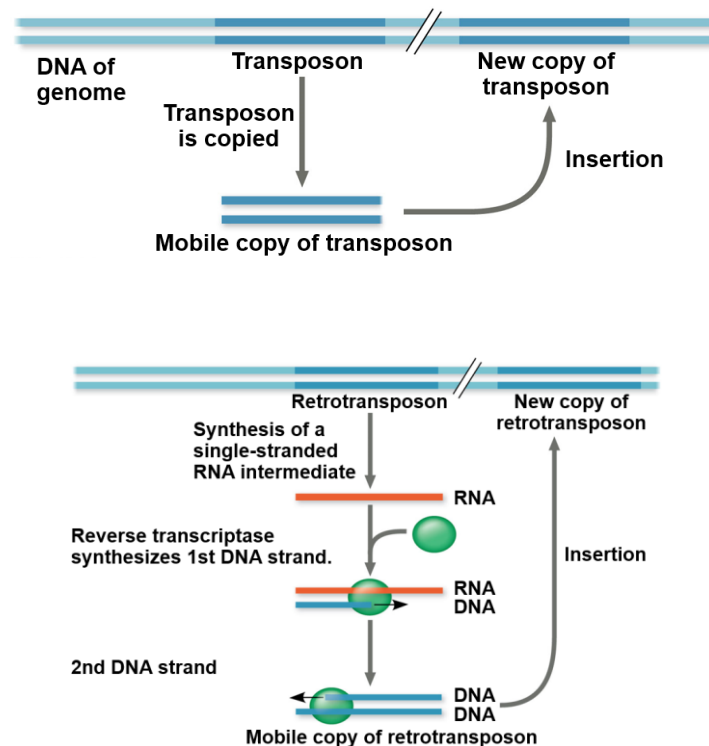 DNA of
genome
Transposon
New copy of
transposon
Transposon
is copied
Insertion
Mobile copy of transposon
Retrotransposon
New copy of
retrotransposon
Synthesis of a
single-stranded
RNA intermediate
RNA
Reverse transcriptase
synthesizes 1st DNA strand.
Insertion
RNA
DNA
2nd DNA strand
DNA
DNA
Mobile copy of retrotransposon